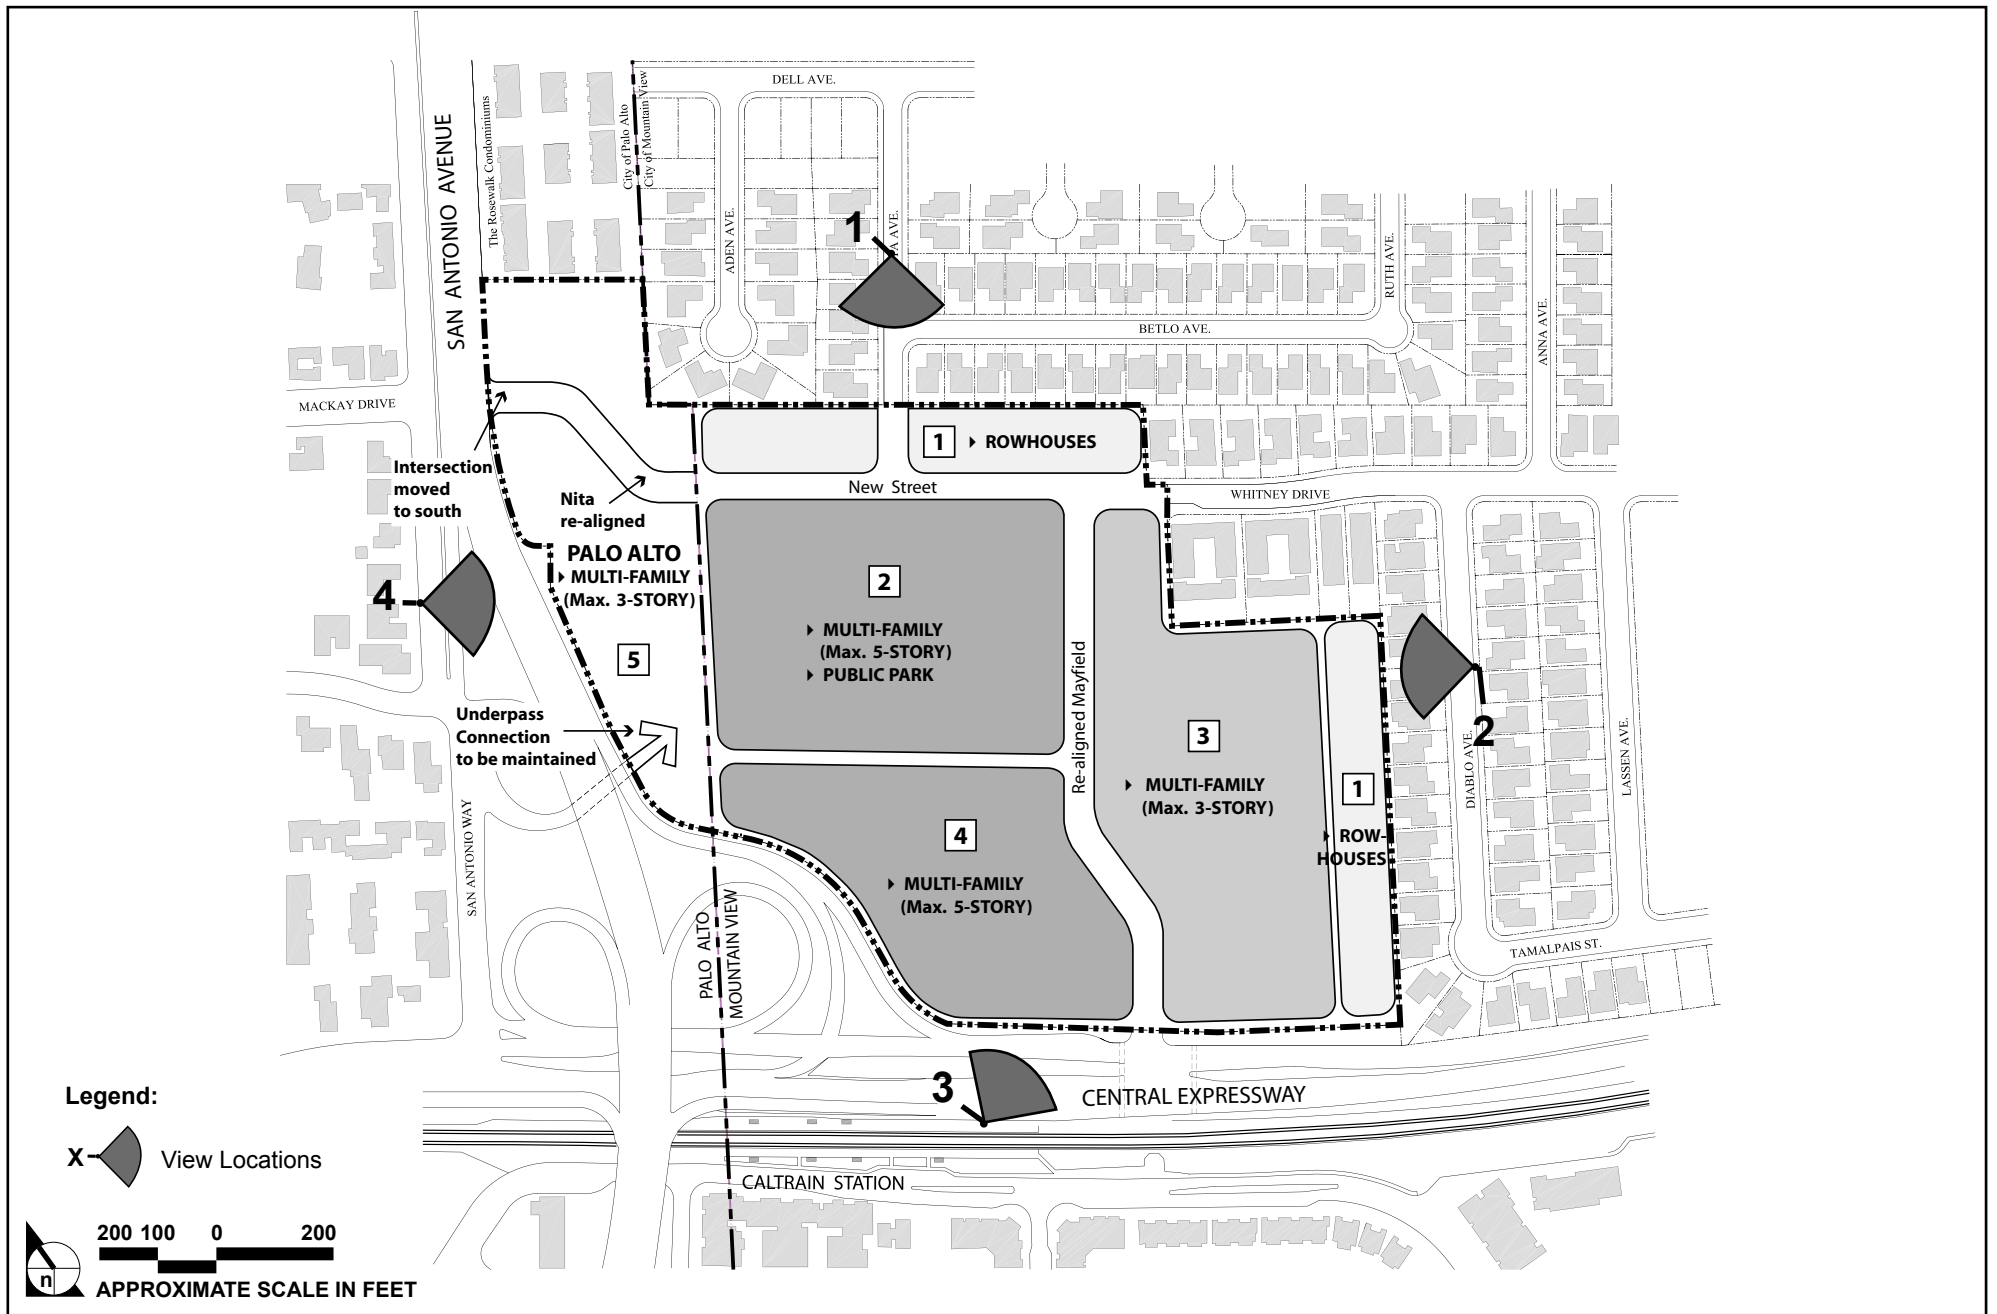 DELL AVE.
SAN ANTONIO AVENUE
The Rosewalk Condominiums
City of Palo Alto
City of Mountain View
ADEN AVE.
1
AVE.
RUTH AVE.
ANNA AVE.
BETLO AVE.
MACKAY DRIVE
1 ROWHOUSES
Intersection
moved
to south
Nita
re-aligned
New Street
WHITNEY DRIVE
PALO ALTO
MULTI-FAMILY
(Max. 3-STORY)
5
2
MULTI-FAMILY
(Max. 5-STORY)
PUBLIC PARK
4
Re-aligned Mayfield
2
Underpass
Connection
to be maintained
3
MULTI-FAMILY
(Max. 3-STORY)
1
ROW-
HOUSES
DIABLO AVE.
LASSEN AVE.
SAN ANTONIO WAY
4
MULTI-FAMILY
(Max. 5-STORY)
PALO ALTO
MOUNTAIN VIEW
TAMALPAIS ST.
3
CENTRAL EXPRESSWAY
CALTRAIN STATION
Legend:
X
View Locations
200 100 0 200
n
APPROXIMATE SCALE IN FEET